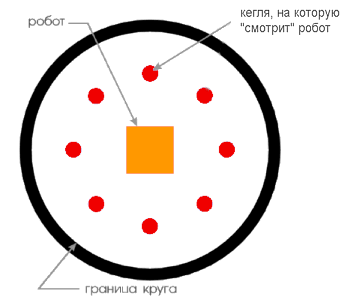 кегля, на которую
"смотрит" робот
робот
граница круга